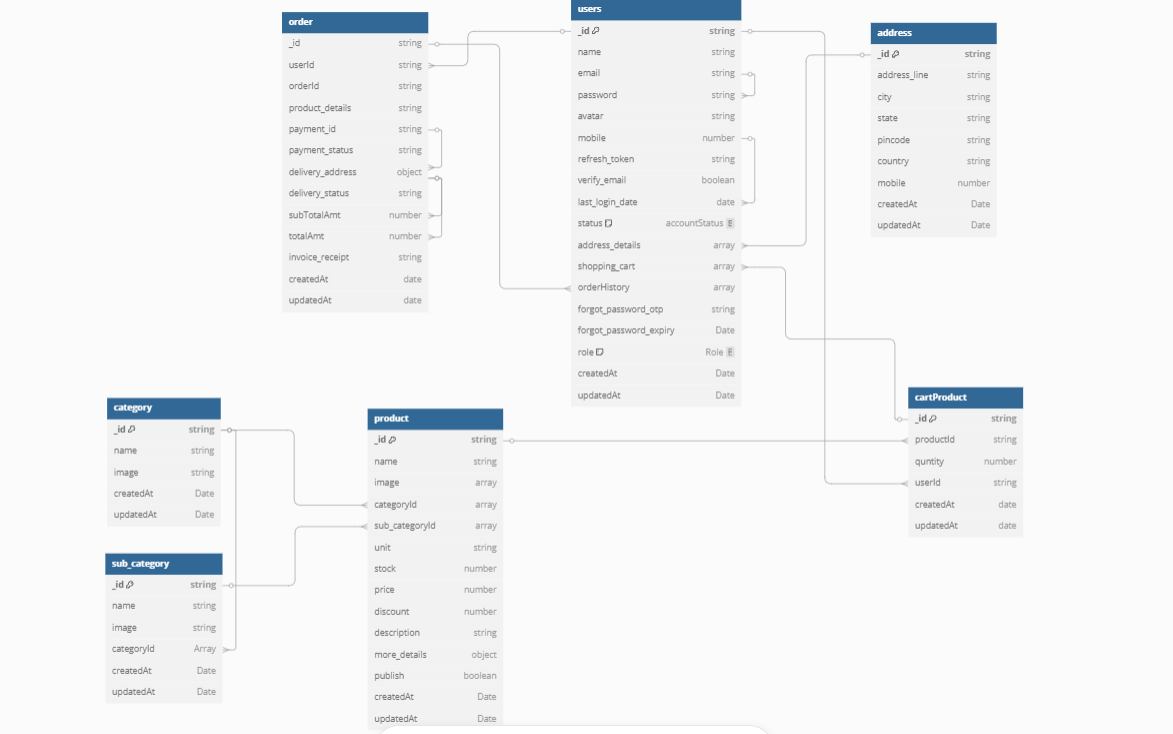 order
_id string
userId string
orderId string
product_details string
payment_id string
payment_status string
delivery_address object
delivery_status string
subTotalAmt number
totalAmt number
invoice_receipt string
createdAt date
updatedAt date
users
_id string
name string
email string
password string
avatar string
mobile number
refresh_token string
verify_email boolean
last_login_date date
status accountStatus E
address_details array
shopping_cart array
orderHistory array
forgot_password_otp string
forgot_password_expiry Date
role Role E
createdAt Date
updatedAt Date
address
_id string
address_line string
city string
state string
pincode string
country string
mobile number
createdAt Date
updatedAt Date
category
_id string
name string
image string
createdAt Date
updatedAt Date
sub_category
_id string
name string
image string
categoryId Array
createdAt Date
updatedAt Date
product
_id string
name string
image array
categoryId array
sub_categoryId array
unit string
stock number
price number
discount number
description string
more_details object
publish boolean
createdAt Date
updatedAt Date
cartProduct
_id string
productId string
quntity number
userId string
createdAt date
updatedAt date